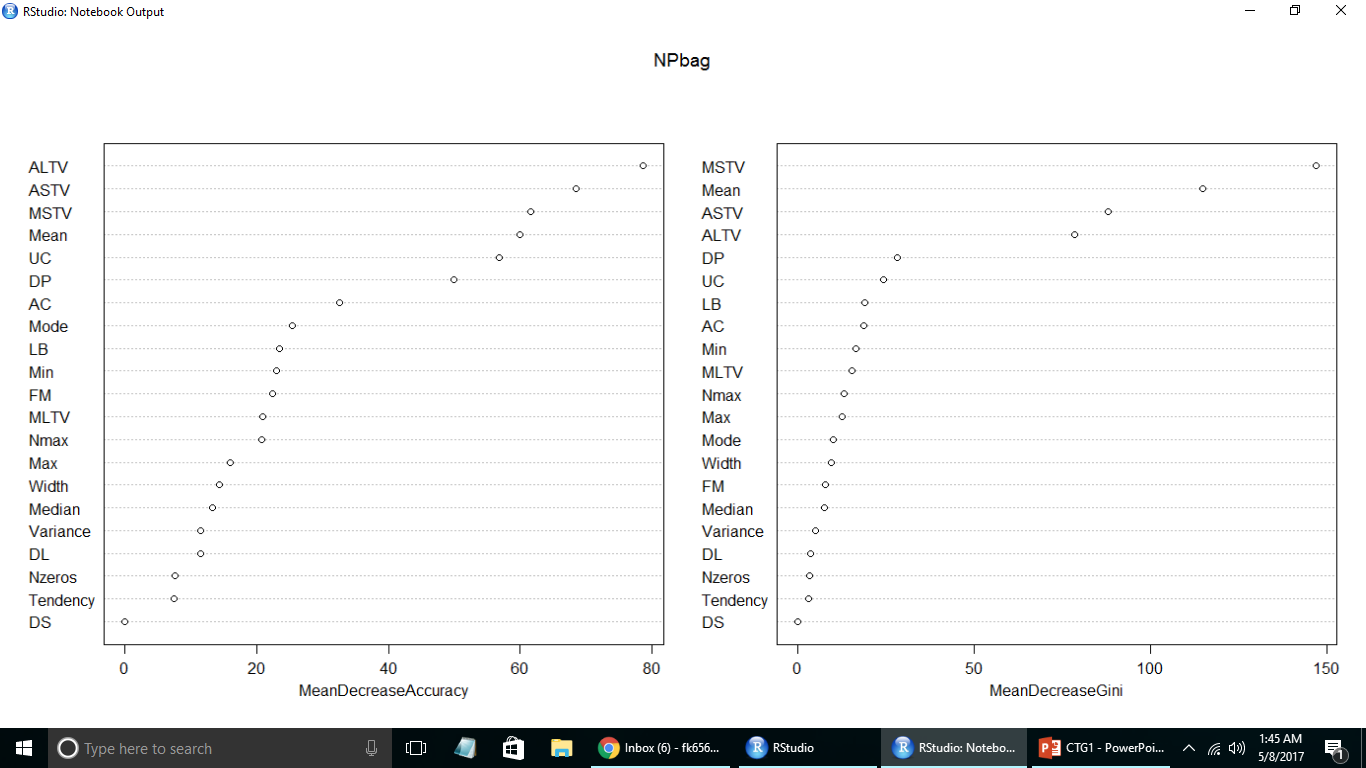 RStudio: Notebook Output
NPbag
ALTV
ASTV
MSTV
Mean
UC
DP
AC
Mode
LB
Min
FM
MLTV
Nmax
Max
Width
Median
Variance
DL
Nzeros
Tendency
DS
0 20 40 60 80
MeanDecreaseAccuracy
MSTV
Mean
ASTV
ALTV
DP
UC
LB
AC
Min
MLTV
Nmax
Max
Mode
Width
FM
Median
Variance
DL
Nzeros
Tendency
DS
0 50 100 150
MeanDecreaseGini
Type here to search
Inbox (6) - fk656...
RStudio
RStudio: Notebo...
CTG1 - PowerPoi...
1:45 AM
5/8/2017
1